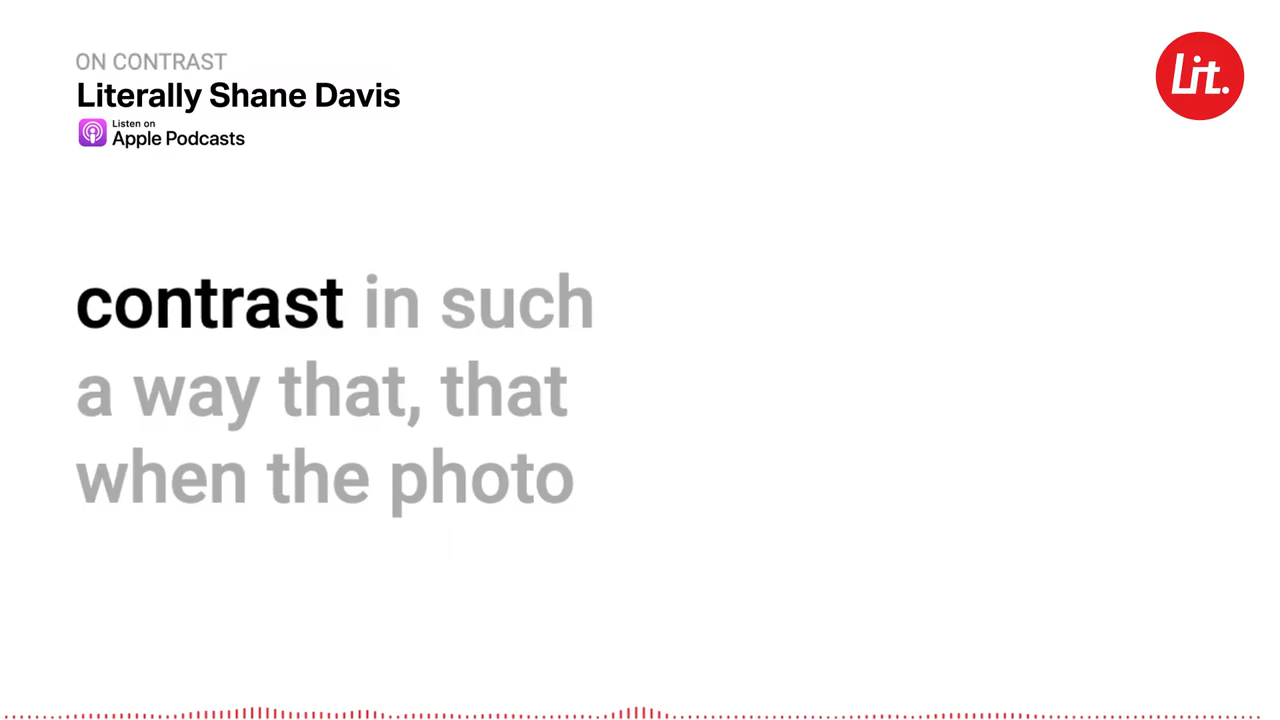 ON CONTRAST
Literally Shane Davis
Listen on
Apple Podcasts
Lit.
contrast in such
a way that, that
when the photo